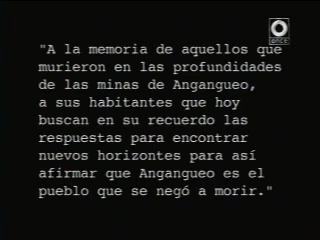 once
"A la memoria de aquellos que
murieron en las profundidades
de las minas de Angangueo,
a sus habitantes que hoy
buscan en su recuerdo las
respuestas para encontrar
nuevos horizontes para así
afirmar que Angangueo es el
pueblo que se negó a morir."